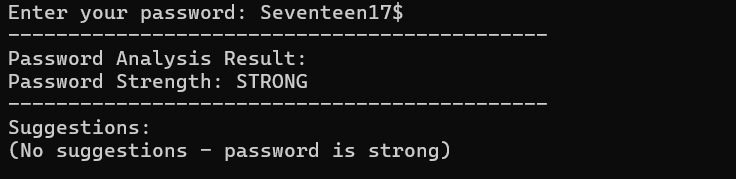 Enter your password: Seventeen17$
---------------------------------------------
Password Analysis Result:
Password Strength: STRONG
---------------------------------------------
Suggestions:
(No suggestions - password is strong)